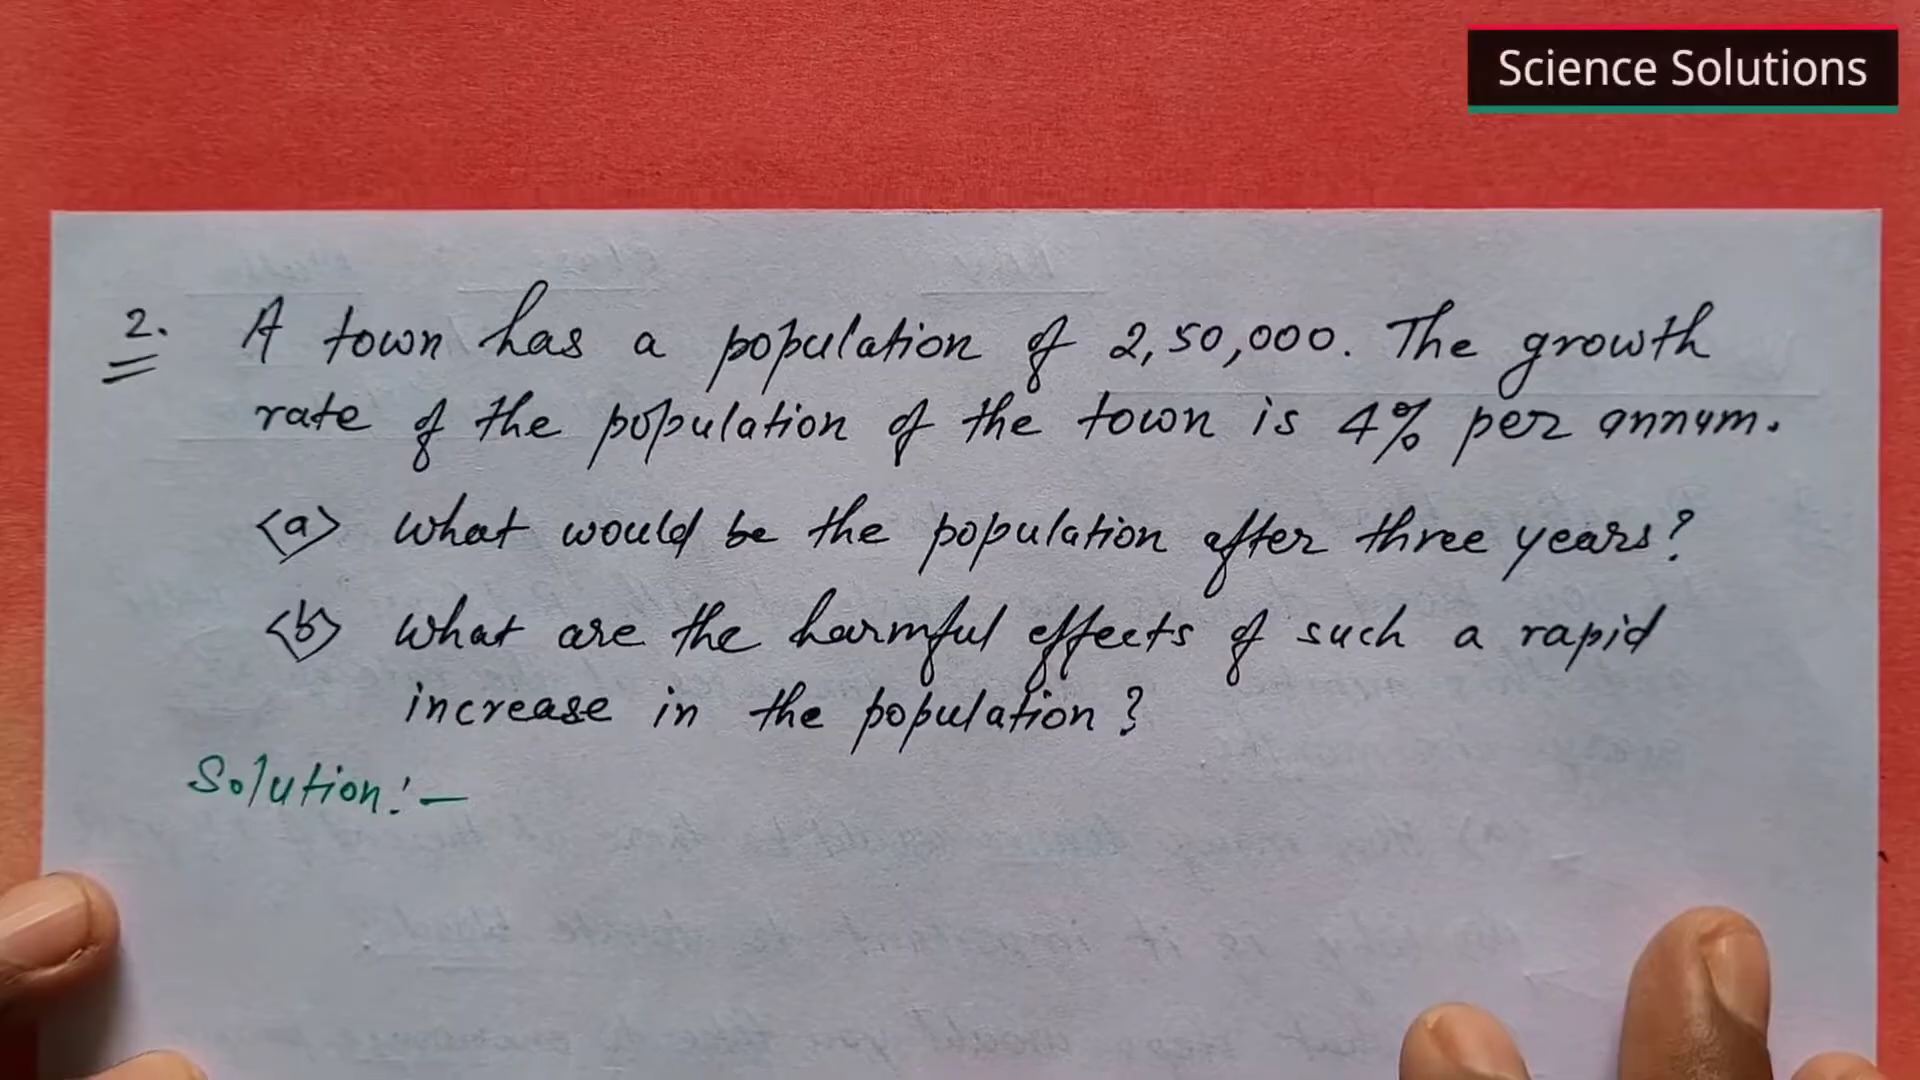 Science Solutions
2. A town has a population of 2,50,000. The growth
rate of the population of the town is 4% per annum.
<a> What would be the population after three years?
<b> What are the harmful effects of such a rapid
increase in the population?
Solution:—